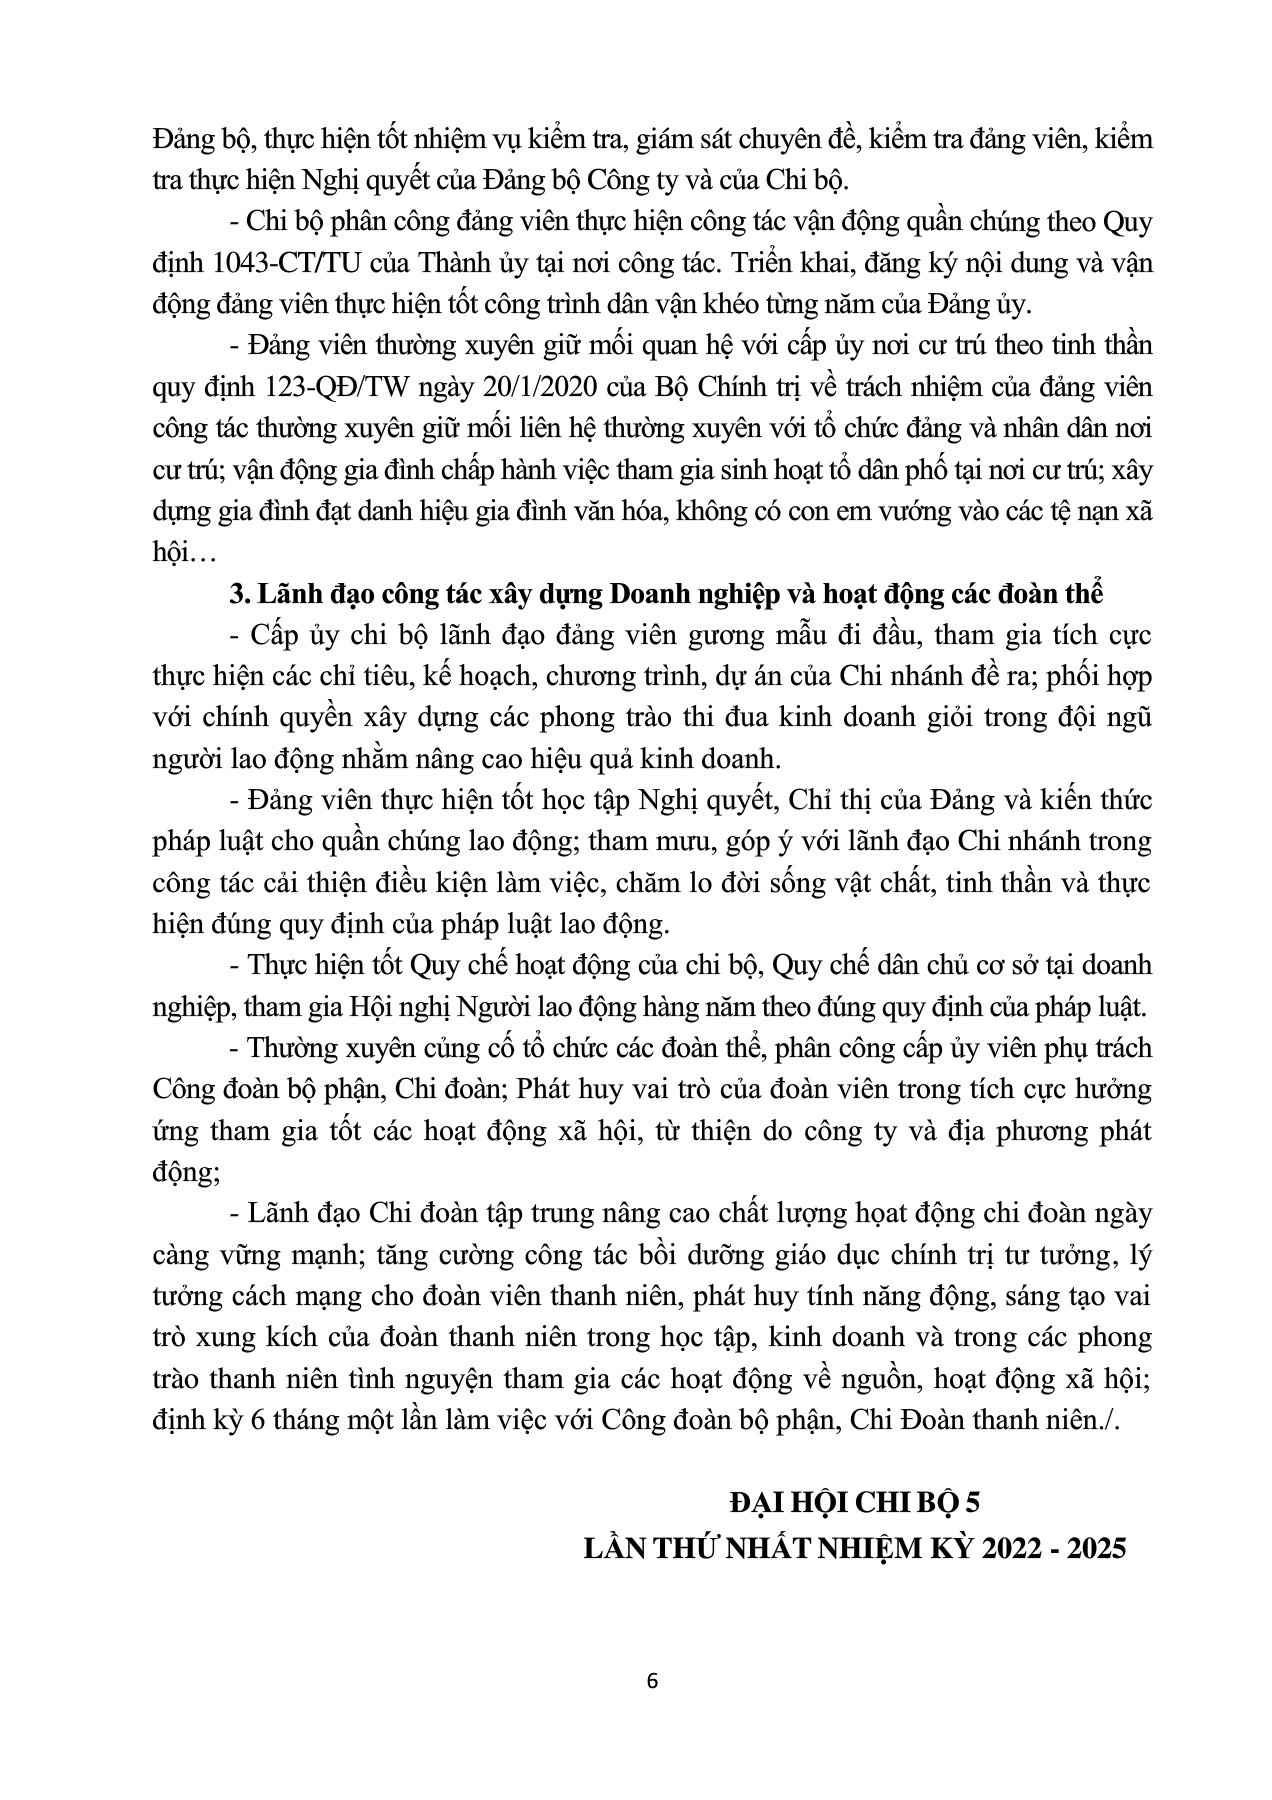 Đảng bộ, thực hiện tốt nhiệm vụ kiểm tra, giám sát chuyên đề, kiểm tra đảng viên, kiểm
tra thực hiện Nghị quyết của Đảng bộ Công ty và của Chi bộ.
- Chi bộ phân công đảng viên thực hiện công tác vận động quần chúng theo Quy
định 1043-CT/TU của Thành ủy tại nơi công tác. Triển khai, đăng ký nội dung và vận
động đảng viên thực hiện tốt công trình dân vận khéo từng năm của Đảng ủy.
- Đảng viên thường xuyên giữ mối quan hệ với cấp ủy nơi cư trú theo tinh thần
quy định 123-QĐ/TW ngày 20/1/2020 của Bộ Chính trị về trách nhiệm của đảng viên
công tác thường xuyên giữ mối liên hệ thường xuyên với tổ chức đảng và nhân dân nơi
cư trú; vận động gia đình chấp hành việc tham gia sinh hoạt tổ dân phố tại nơi cư trú; xây
dựng gia đình đạt danh hiệu gia đình văn hóa, không có con em vướng vào các tệ nạn xã
hội…
3. Lãnh đạo công tác xây dựng Doanh nghiệp và hoạt động các đoàn thể
- Cấp ủy chi bộ lãnh đạo đảng viên gương mẫu đi đầu, tham gia tích cực
thực hiện các chỉ tiêu, kế hoạch, chương trình, dự án của Chi nhánh đề ra; phối hợp
với chính quyền xây dựng các phong trào thi đua kinh doanh giỏi trong đội ngũ
người lao động nhằm nâng cao hiệu quả kinh doanh.
- Đảng viên thực hiện tốt học tập Nghị quyết, Chỉ thị của Đảng và kiến thức
pháp luật cho quần chúng lao động; tham mưu, góp ý với lãnh đạo Chi nhánh trong
công tác cải thiện điều kiện làm việc, chăm lo đời sống vật chất, tinh thần và thực
hiện đúng quy định của pháp luật lao động.
- Thực hiện tốt Quy chế hoạt động của chi bộ, Quy chế dân chủ cơ sở tại doanh
nghiệp, tham gia Hội nghị Người lao động hàng năm theo đúng quy định của pháp luật.
- Thường xuyên củng cố tổ chức các đoàn thể, phân công cấp ủy viên phụ trách
Công đoàn bộ phận, Chi đoàn; Phát huy vai trò của đoàn viên trong tích cực hưởng
ứng tham gia tốt các hoạt động xã hội, từ thiện do công ty và địa phương phát
động;
- Lãnh đạo Chi đoàn tập trung nâng cao chất lượng họat động chi đoàn ngày
càng vững mạnh; tăng cường công tác bồi dưỡng giáo dục chính trị tư tưởng, lý
tưởng cách mạng cho đoàn viên thanh niên, phát huy tính năng động, sáng tạo vai
trò xung kích của đoàn thanh niên trong học tập, kinh doanh và trong các phong
trào thanh niên tình nguyện tham gia các hoạt động về nguồn, hoạt động xã hội;
định kỳ 6 tháng một lần làm việc với Công đoàn bộ phận, Chi Đoàn thanh niên./.
ĐẠI HỘI CHI BỘ 5
LẦN THỨ NHẤT NHIỆM KỲ 2022 - 2025
6